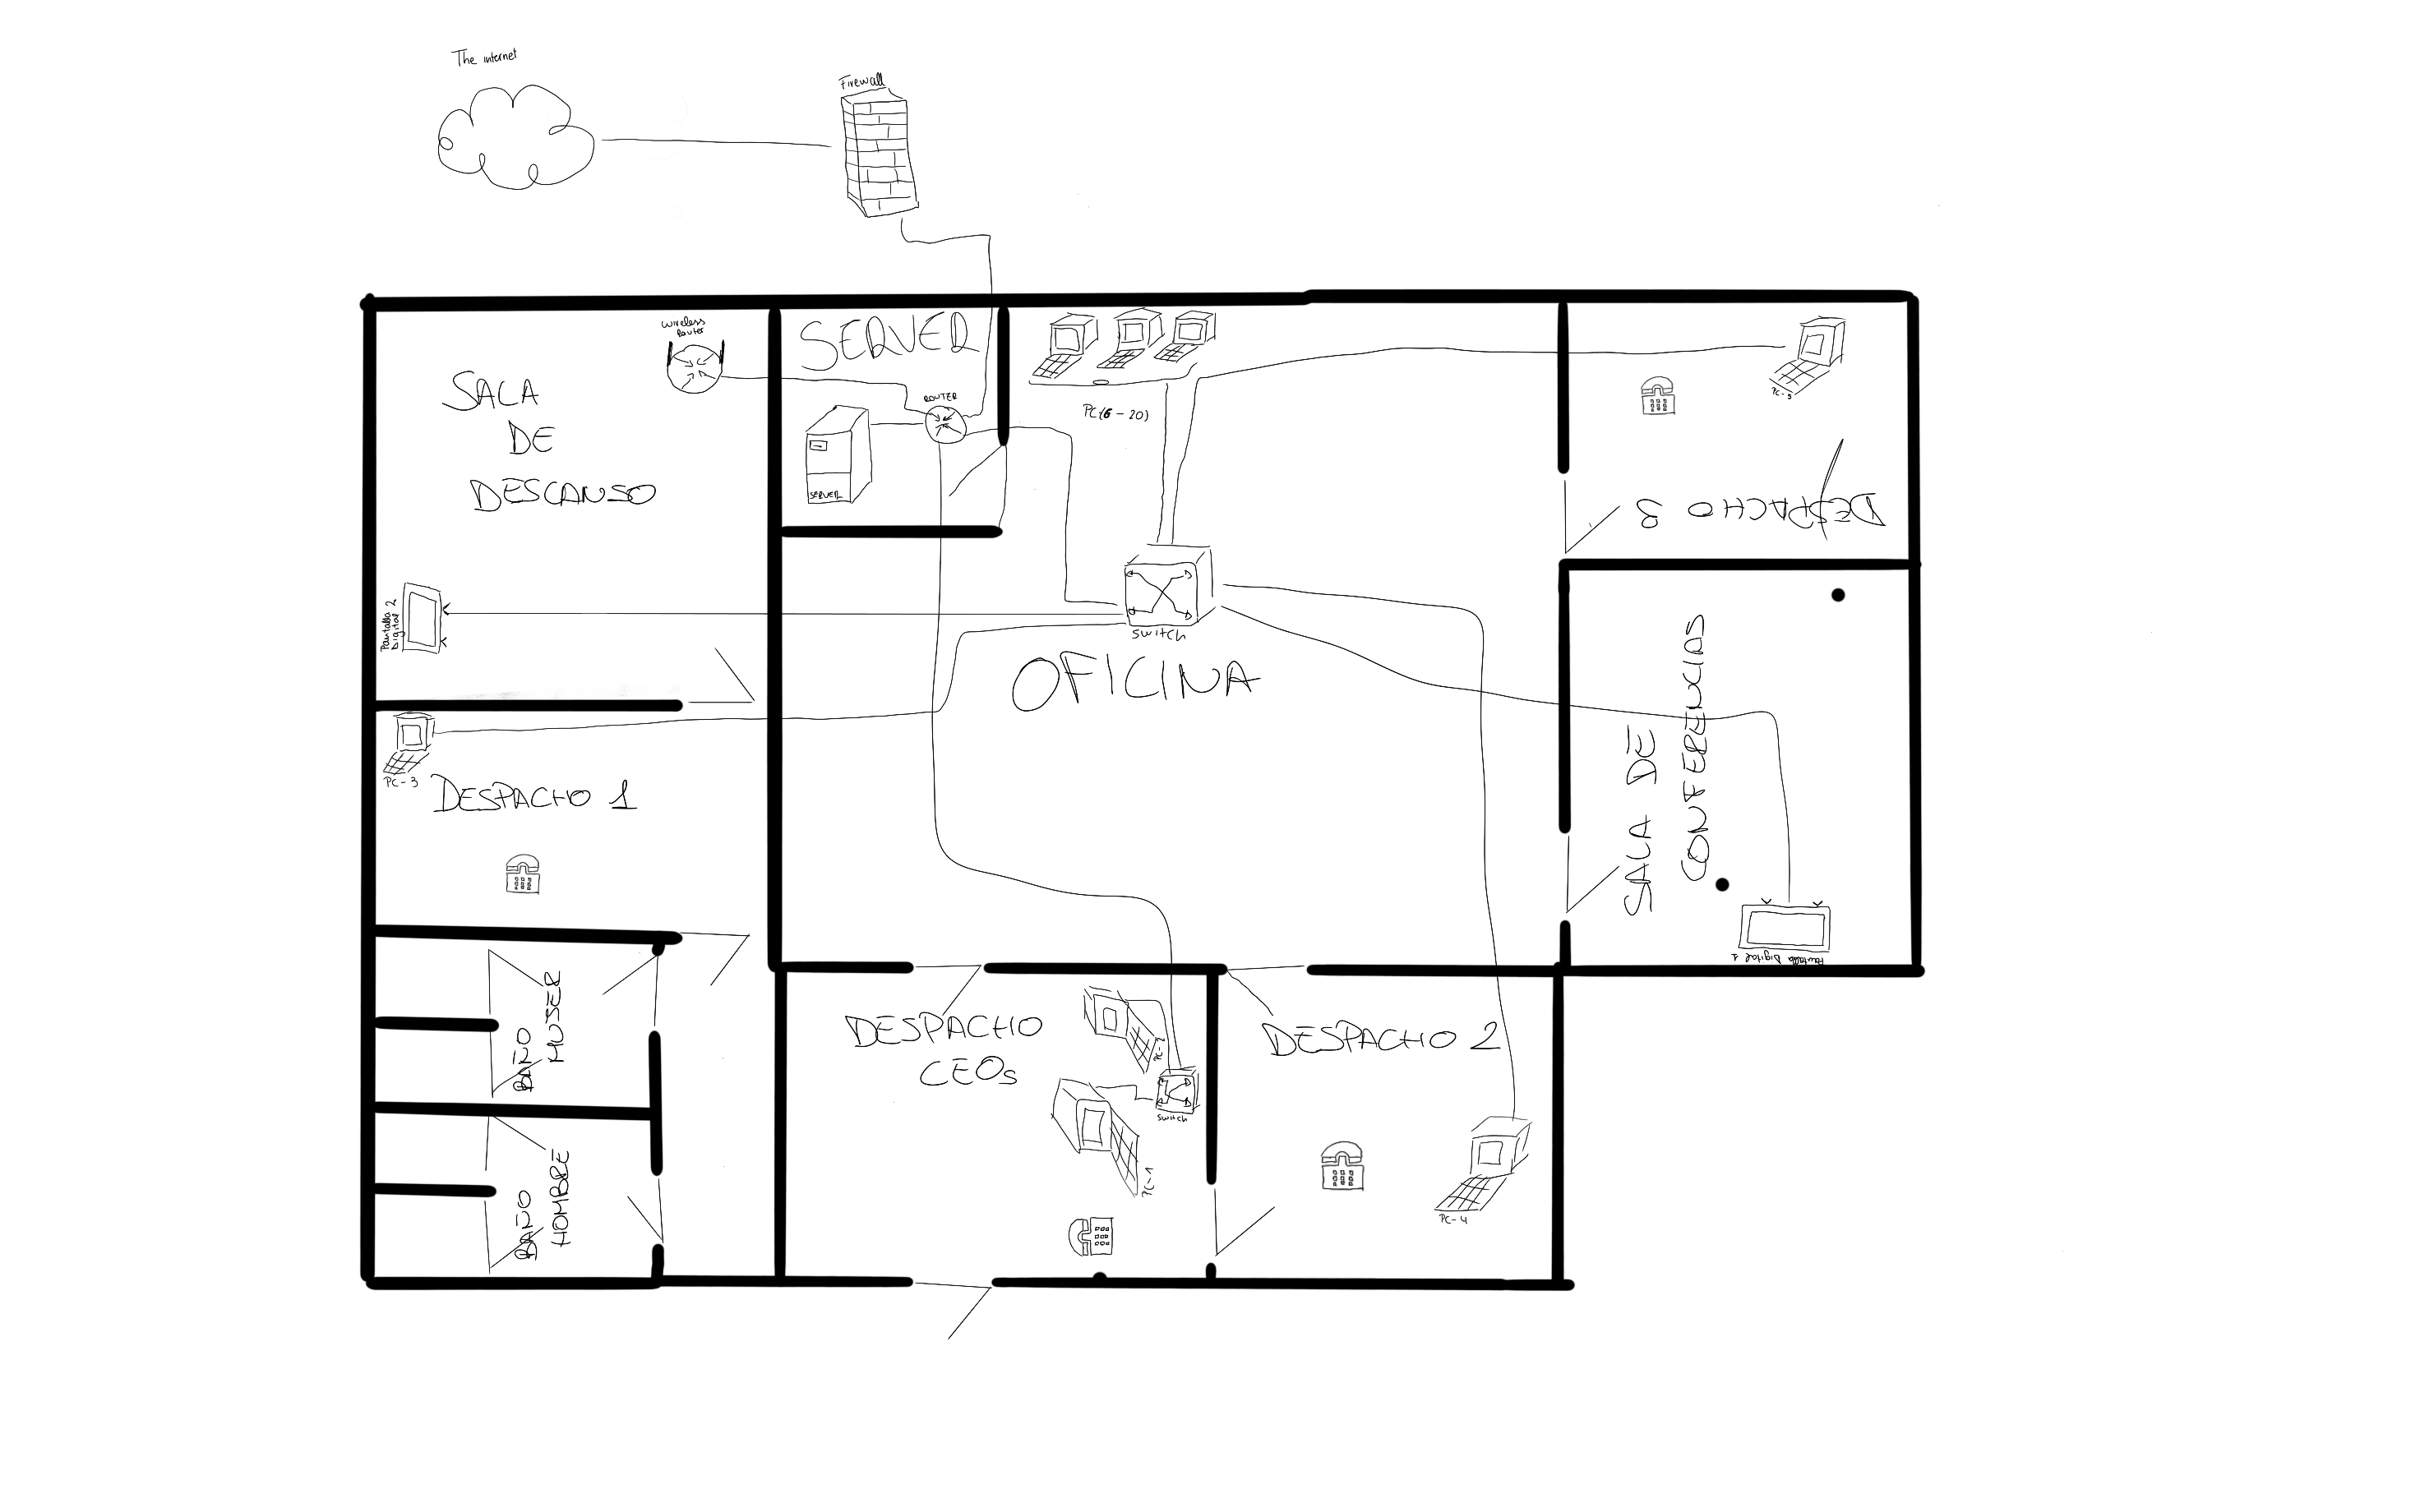 The internet
Firewall
Wireless
Router
SERVER
ROUTER
SERVER
PC(6-20)
PC-5
SALA
DE
DESCANSO
DESPACHO 3
Pantalla 2
Digital
SWITCH
OFICINA
SALA DE
CONFERENCIAS
PC-3
DESPACHO 1
Pantalla Digital 1
BAÑO
MUJER
DESPACHO
CEOs
PC-2
SWITCH
PC-1
DESPACHO 2
PC-4
BAÑO
HOMBRE